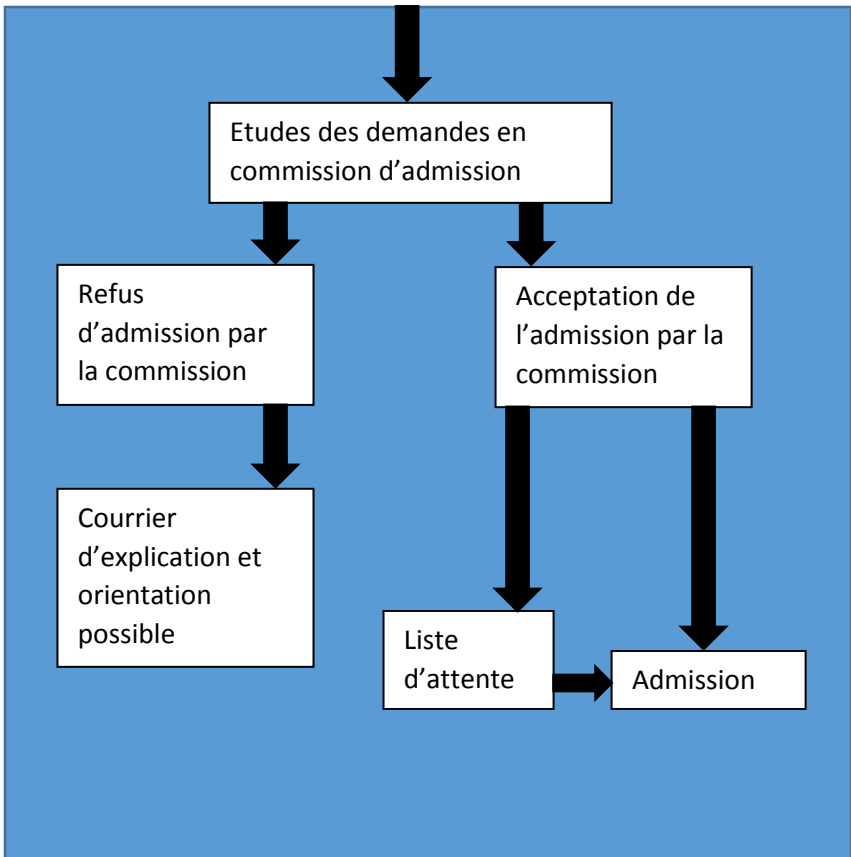 Etudes des demandes en
commission d’admission
Refus
d’admission par
la commission
Acceptation de
l’admission par la
commission
Courrier
d’explication et
orientation
possible
Liste
d’attente
Admission